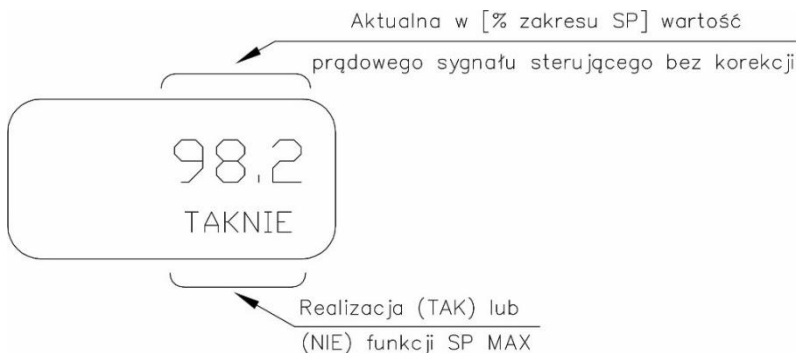 Aktualna w [% zakresu SP] wartość
prądowego sygnału sterującego bez korekcji
98.2
TAKNIE
Realizacja (TAK) lub
(NIE) funkcji SP MAX